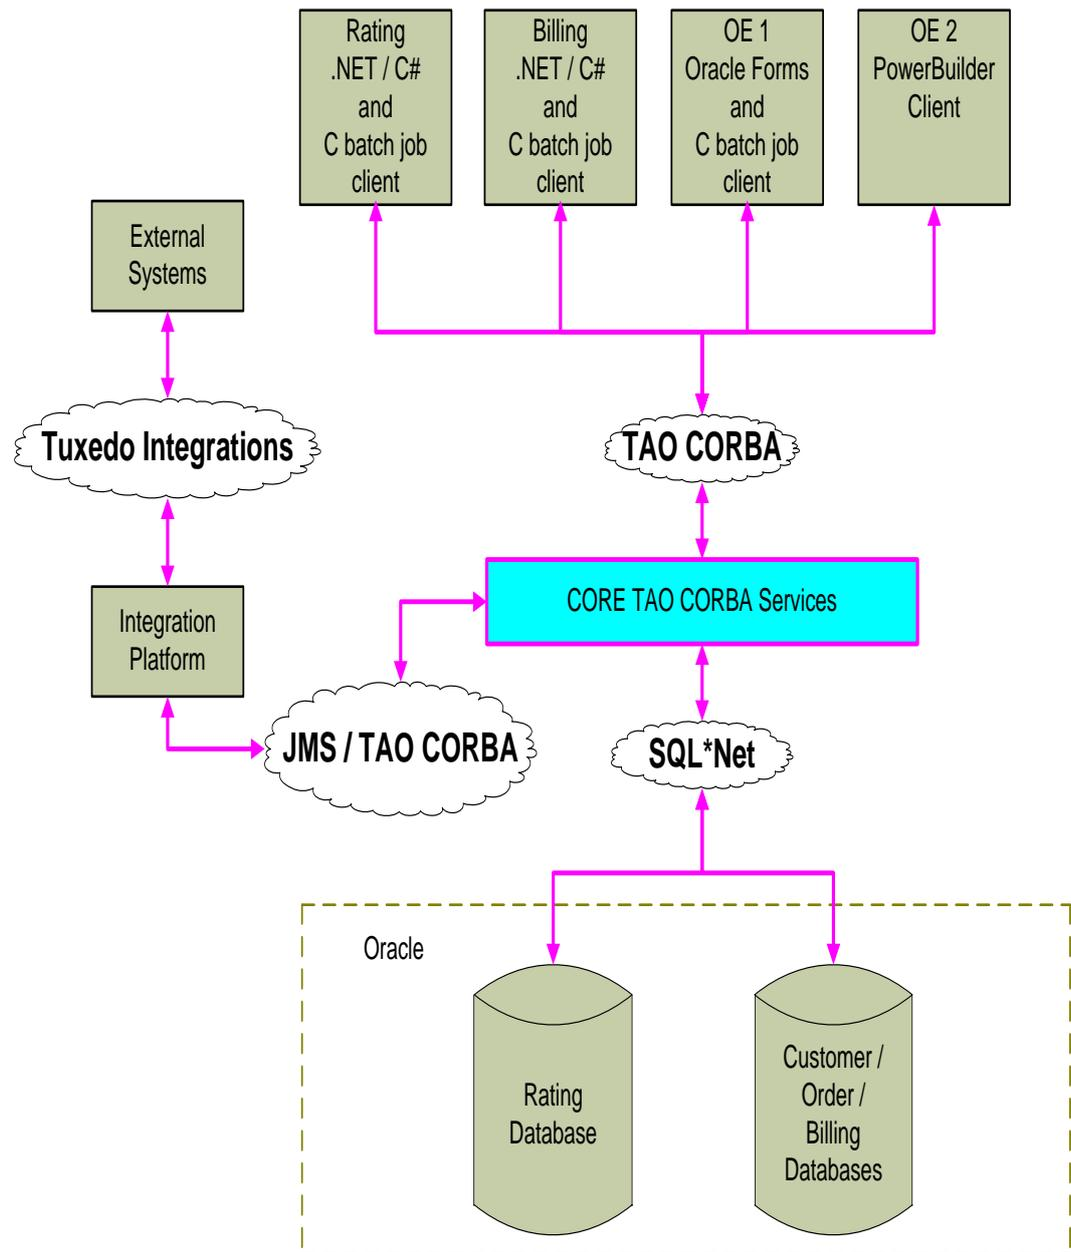 Rating
.NET / C#
and
C batch job
client
Billing
.NET / C#
and
C batch job
client
OE 1
Oracle Forms
and
C batch job
client
OE 2
PowerBuilder
Client
External
Systems
Tuxedo Integrations
TAO CORBA
Integration
Platform
CORE TAO CORBA Services
JMS / TAO CORBA
SQL*Net
Oracle
Rating
Database
Customer /
Order /
Billing
Databases